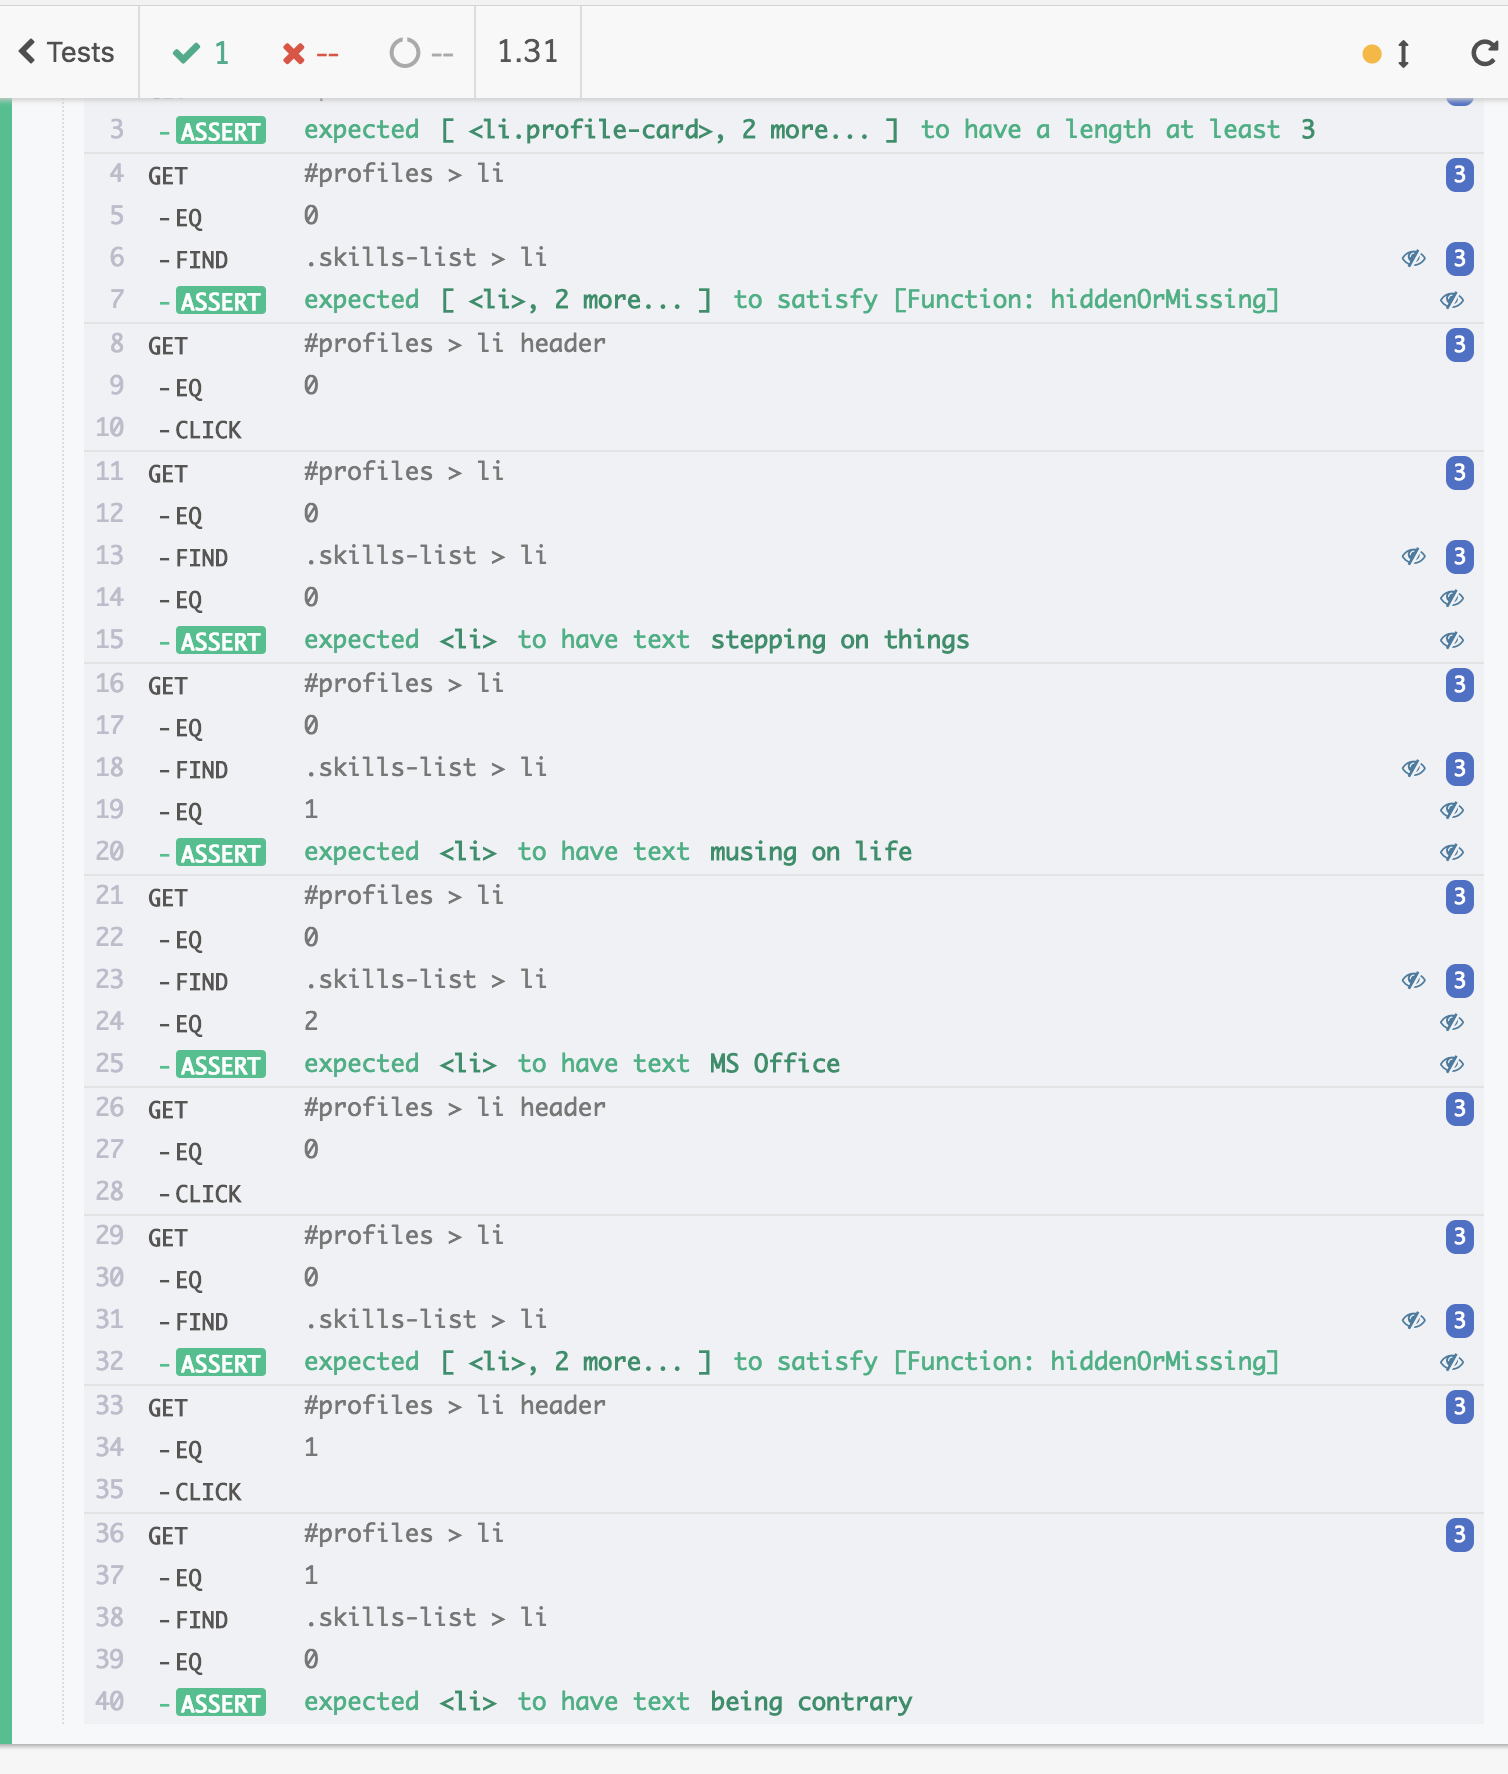 Tests 1 -- -- 1.31
3 -ASSERT expected [ <li.profile-card>, 2 more... ] to have a length at least 3
4 GET #profiles > li 3
5 -EQ 0
6 -FIND .skills-list > li 3
7 -ASSERT expected [ <li>, 2 more... ] to satisfy [Function: hiddenOrMissing]
8 GET #profiles > li header 3
9 -EQ 0
10 -CLICK
11 GET #profiles > li 3
12 -EQ 0
13 -FIND .skills-list > li 3
14 -EQ 0
15 -ASSERT expected <li> to have text stepping on things
16 GET #profiles > li 3
17 -EQ 0
18 -FIND .skills-list > li 3
19 -EQ 1
20 -ASSERT expected <li> to have text musing on life
21 GET #profiles > li 3
22 -EQ 0
23 -FIND .skills-list > li 3
24 -EQ 2
25 -ASSERT expected <li> to have text MS Office
26 GET #profiles > li header 3
27 -EQ 0
28 -CLICK
29 GET #profiles > li 3
30 -EQ 0
31 -FIND .skills-list > li 3
32 -ASSERT expected [ <li>, 2 more... ] to satisfy [Function: hiddenOrMissing]
33 GET #profiles > li header 3
34 -EQ 1
35 -CLICK
36 GET #profiles > li 3
37 -EQ 1
38 -FIND .skills-list > li
39 -EQ 0
40 -ASSERT expected <li> to have text being contrary